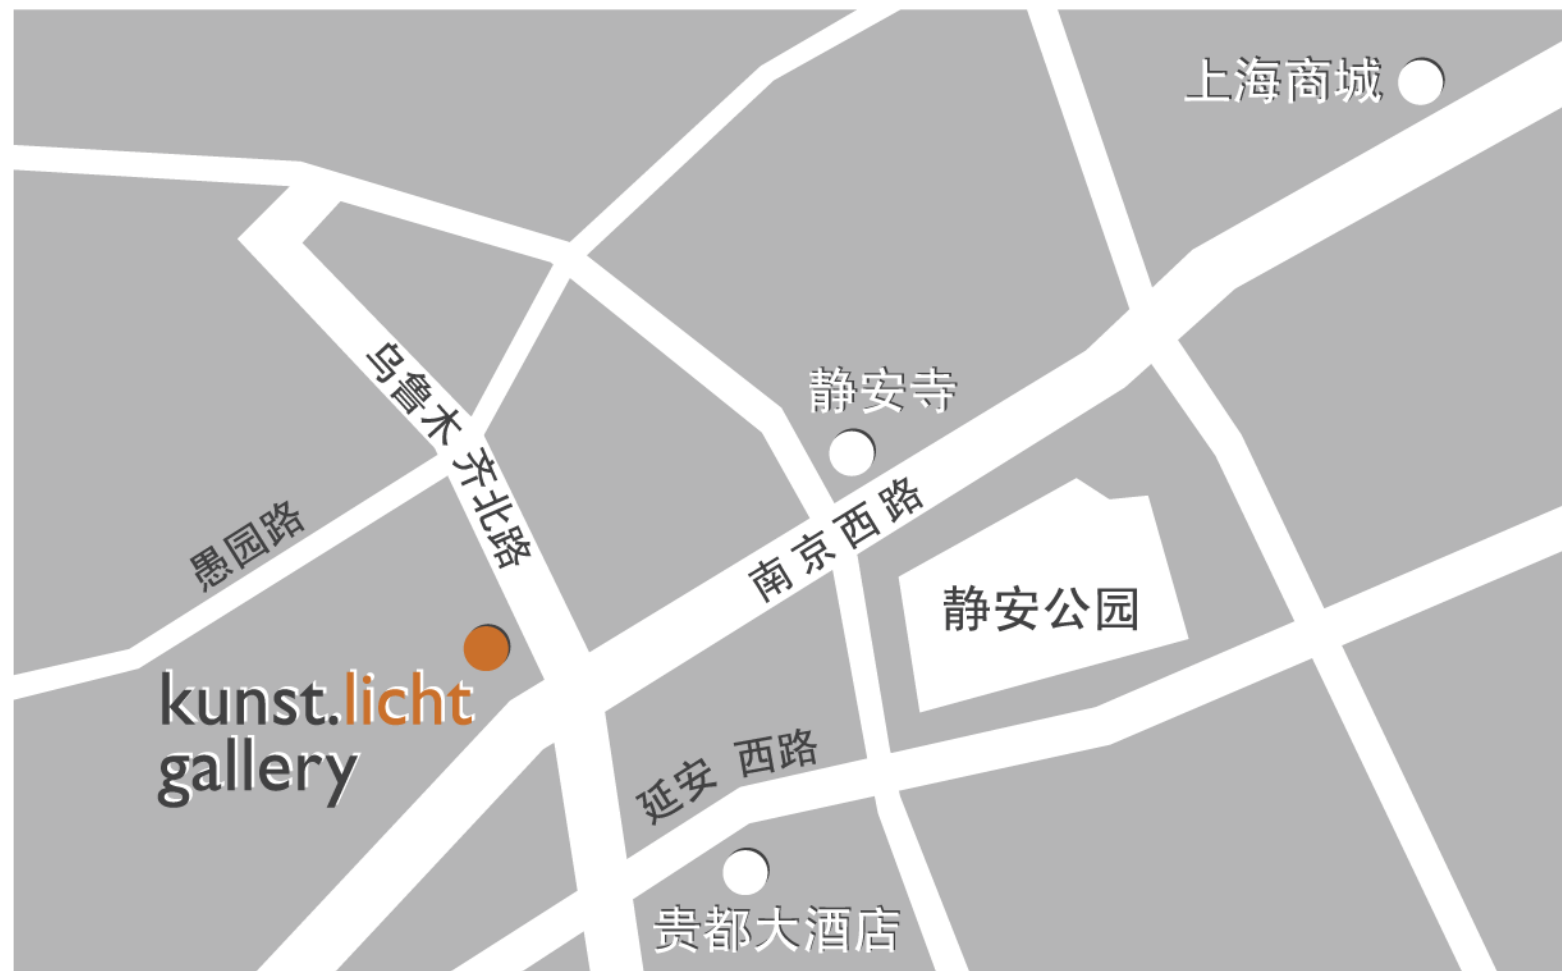 上海商城
静安寺
乌鲁木齐北路
南京西路
愚园路
静安公园
kunst.licht
gallery
延安 西路
贵都大酒店